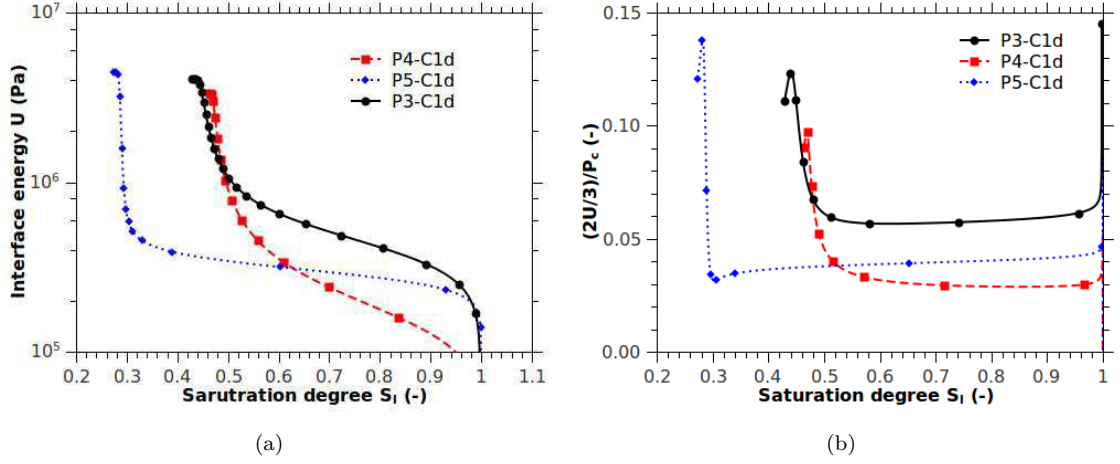 10⁷
10⁶
10⁵
Interface energy U (Pa)
P4-C1d
P5-C1d
P3-C1d
0.2 0.3 0.4 0.5 0.6 0.7 0.8 0.9 1 1.1
Sarutration degree Sₗ (-)
(a)
0.15
0.10
0.05
0.00
(2U/3)/P꜀ (-)
P3-C1d
P4-C1d
P5-C1d
0.2 0.3 0.4 0.5 0.6 0.7 0.8 0.9 1
Saturation degree Sₗ (-)
(b)